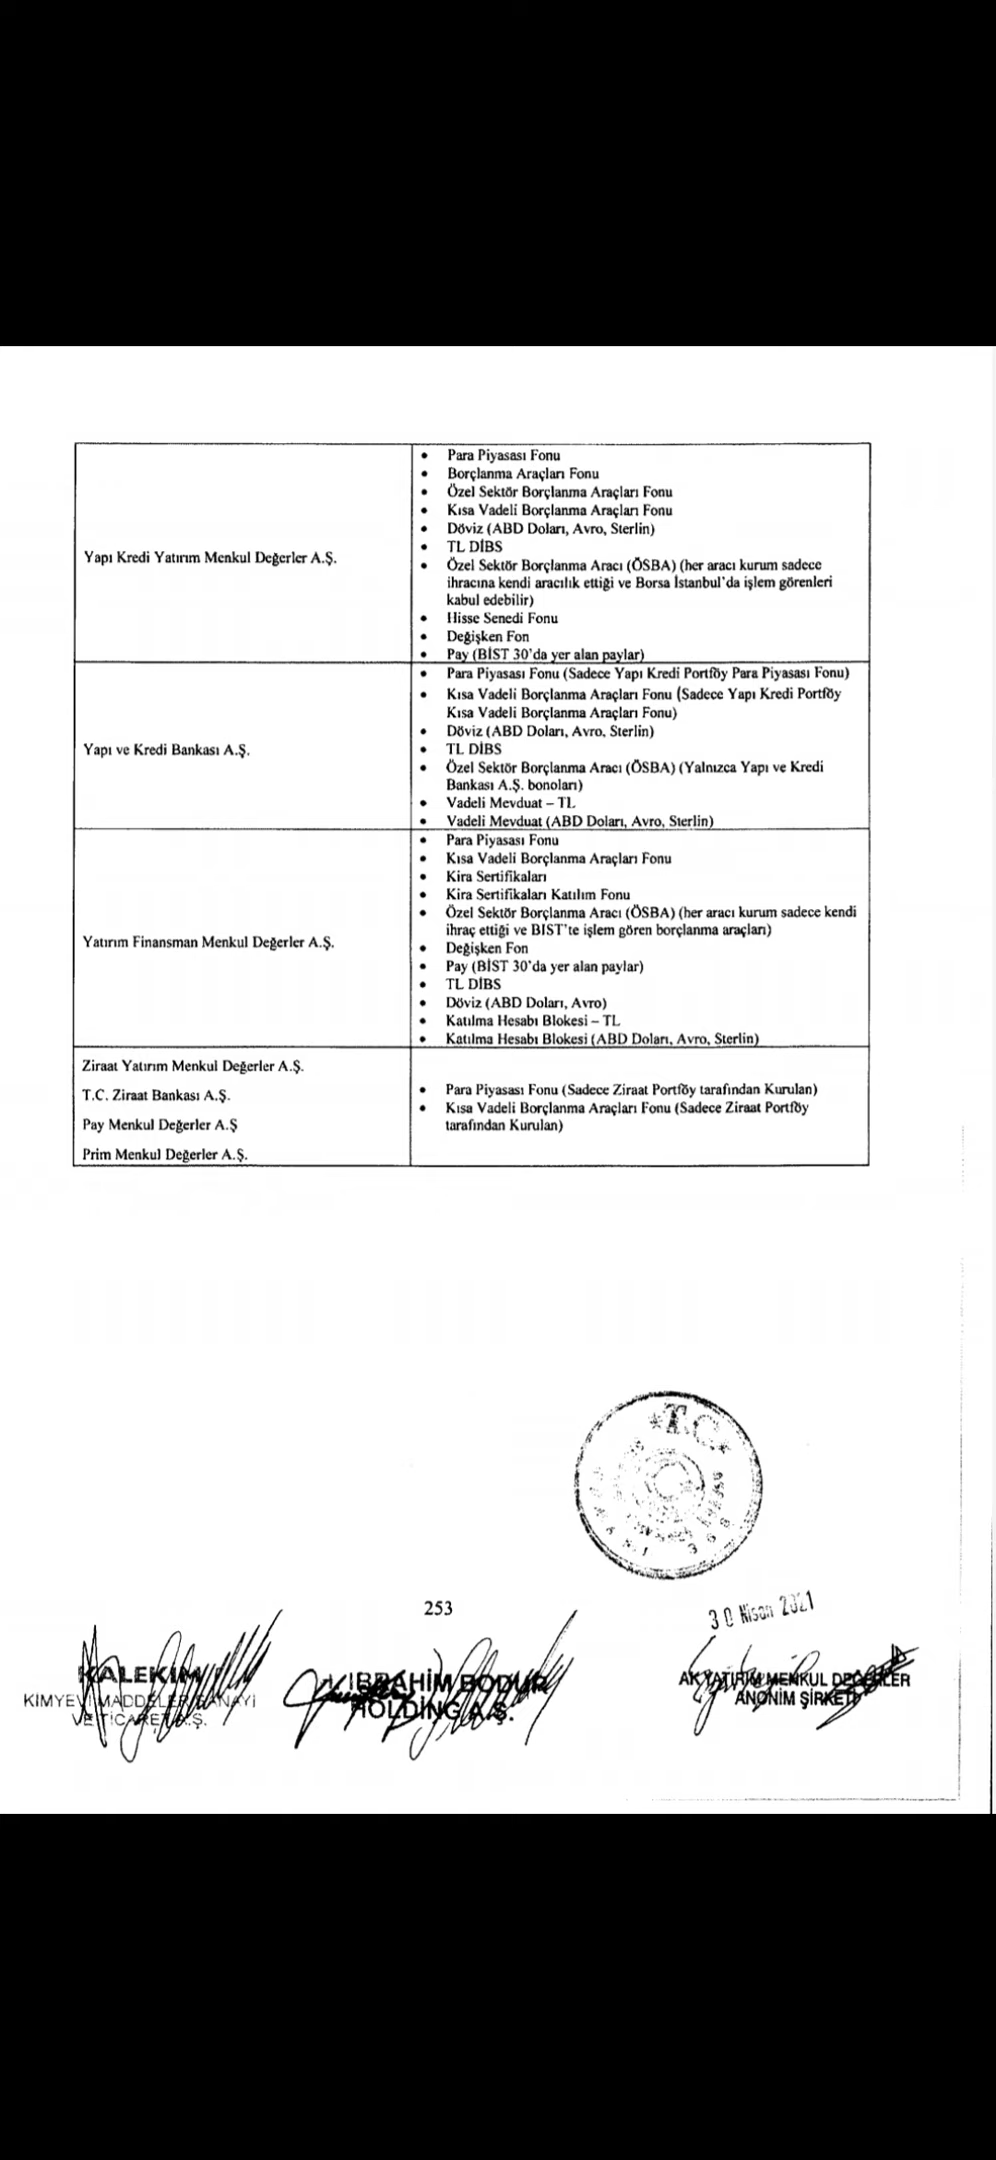 Yapı Kredi Yatırım Menkul Değerler A.Ş.
• Para Piyasası Fonu
• Borçlanma Araçları Fonu
• Özel Sektör Borçlanma Araçları Fonu
• Kısa Vadeli Borçlanma Araçları Fonu
• Döviz (ABD Doları, Avro, Sterlin)
• TL DİBS
• Özel Sektör Borçlanma Aracı (ÖSBA) (her aracı kurum sadece
ihracına kendi aracılık ettiği ve Borsa İstanbul'da işlem görenleri
kabul edebilir)
• Hisse Senedi Fonu
• Değişken Fon
• Pay (BİST 30'da yer alan paylar)
Yapı ve Kredi Bankası A.Ş.
• Para Piyasası Fonu (Sadece Yapı Kredi Portföy Para Piyasası Fonu)
• Kısa Vadeli Borçlanma Araçları Fonu (Sadece Yapı Kredi Portföy
Kısa Vadeli Borçlanma Araçları Fonu)
• Döviz (ABD Doları, Avro, Sterlin)
• TL DİBS
• Özel Sektör Borçlanma Aracı (ÖSBA) (Yalnızca Yapı ve Kredi
Bankası A.Ş. bonoları)
• Vadeli Mevduat – TL
• Vadeli Mevduat (ABD Doları, Avro, Sterlin)
Yatırım Finansman Menkul Değerler A.Ş.
• Para Piyasası Fonu
• Kısa Vadeli Borçlanma Araçları Fonu
• Kira Sertifikaları
• Kira Sertifikaları Katılım Fonu
• Özel Sektör Borçlanma Aracı (ÖSBA) (her aracı kurum sadece kendi
ihraç ettiği ve BIST'te işlem gören borçlanma araçları)
• Değişken Fon
• Pay (BİST 30'da yer alan paylar)
• TL DİBS
• Döviz (ABD Doları, Avro)
• Katılma Hesabı Blokesi – TL
• Katılma Hesabı Blokesi (ABD Doları, Avro, Sterlin)
Ziraat Yatırım Menkul Değerler A.Ş.
T.C. Ziraat Bankası A.Ş.
Pay Menkul Değerler A.Ş
Prim Menkul Değerler A.Ş.
• Para Piyasası Fonu (Sadece Ziraat Portföy tarafından Kurulan)
• Kısa Vadeli Borçlanma Araçları Fonu (Sadece Ziraat Portföy
tarafından Kurulan)
*T.C.*
253
30 Nisan 2021
KALEKİM
KİMYEVİ MADDELER SANAYİ
VE TİCARET A.Ş.
İBRAHİM BODUR
HOLDİNG A.Ş.
AK YATIRIM MENKUL DEĞERLER
ANONİM ŞİRKETİ